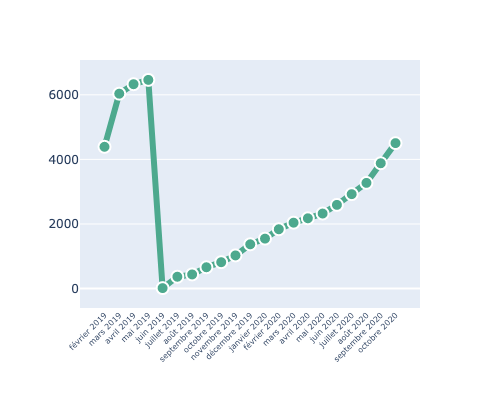 6000
4000
2000
0
février 2019
mars 2019
avril 2019
mai 2019
juin 2019
juillet 2019
août 2019
septembre 2019
octobre 2019
novembre 2019
décembre 2019
janvier 2020
février 2020
mars 2020
avril 2020
mai 2020
juin 2020
juillet 2020
août 2020
septembre 2020
octobre 2020